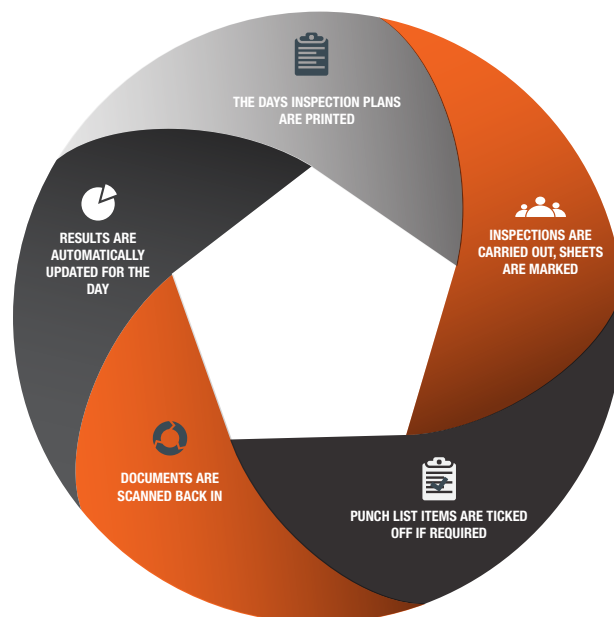 THE DAYS INSPECTION PLANS
ARE PRINTED
INSPECTIONS ARE
CARRIED OUT, SHEETS
ARE MARKED
PUNCH LIST ITEMS ARE TICKED
OFF IF REQUIRED
DOCUMENTS ARE
SCANNED BACK IN
RESULTS ARE
AUTOMATICALLY
UPDATED FOR THE
DAY